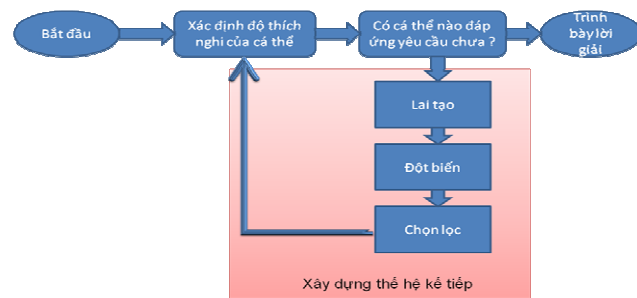 Bắt đầu
Xác định độ thích
nghi của cá thể
Có cá thể nào đáp
ứng yêu cầu chưa ?
Trình
bày lời
giải
Lai tạo
Đột biến
Chọn lọc
Xây dựng thế hệ kế tiếp